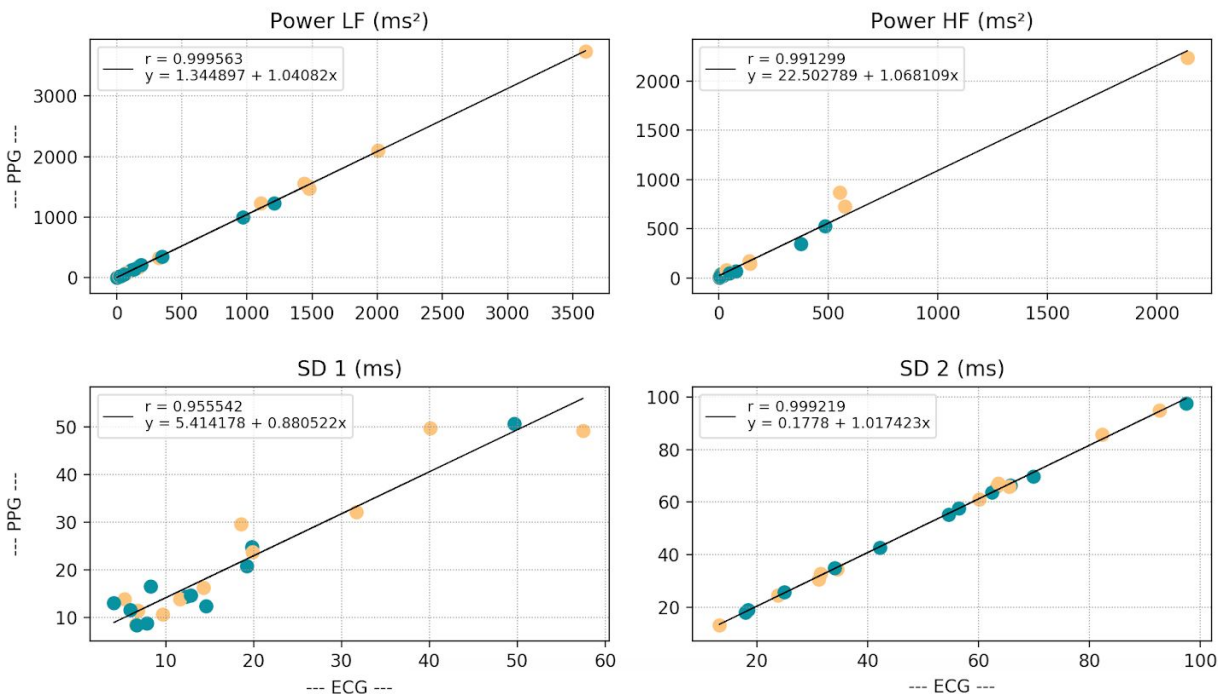 Power LF (ms²)
r = 0.999563
y = 1.344897 + 1.04082x
3000
2000
1000
0
0 500 1000 1500 2000 2500 3000 3500
--- PPG ---
Power HF (ms²)
r = 0.991299
y = 22.502789 + 1.068109x
2000
1500
1000
500
0
0 500 1000 1500 2000
SD 1 (ms)
r = 0.955542
y = 5.414178 + 0.880522x
50
40
30
20
10
10 20 30 40 50 60
--- PPG ---
--- ECG ---
SD 2 (ms)
r = 0.999219
y = 0.1778 + 1.017423x
100
80
60
40
20
20 40 60 80 100
--- ECG ---